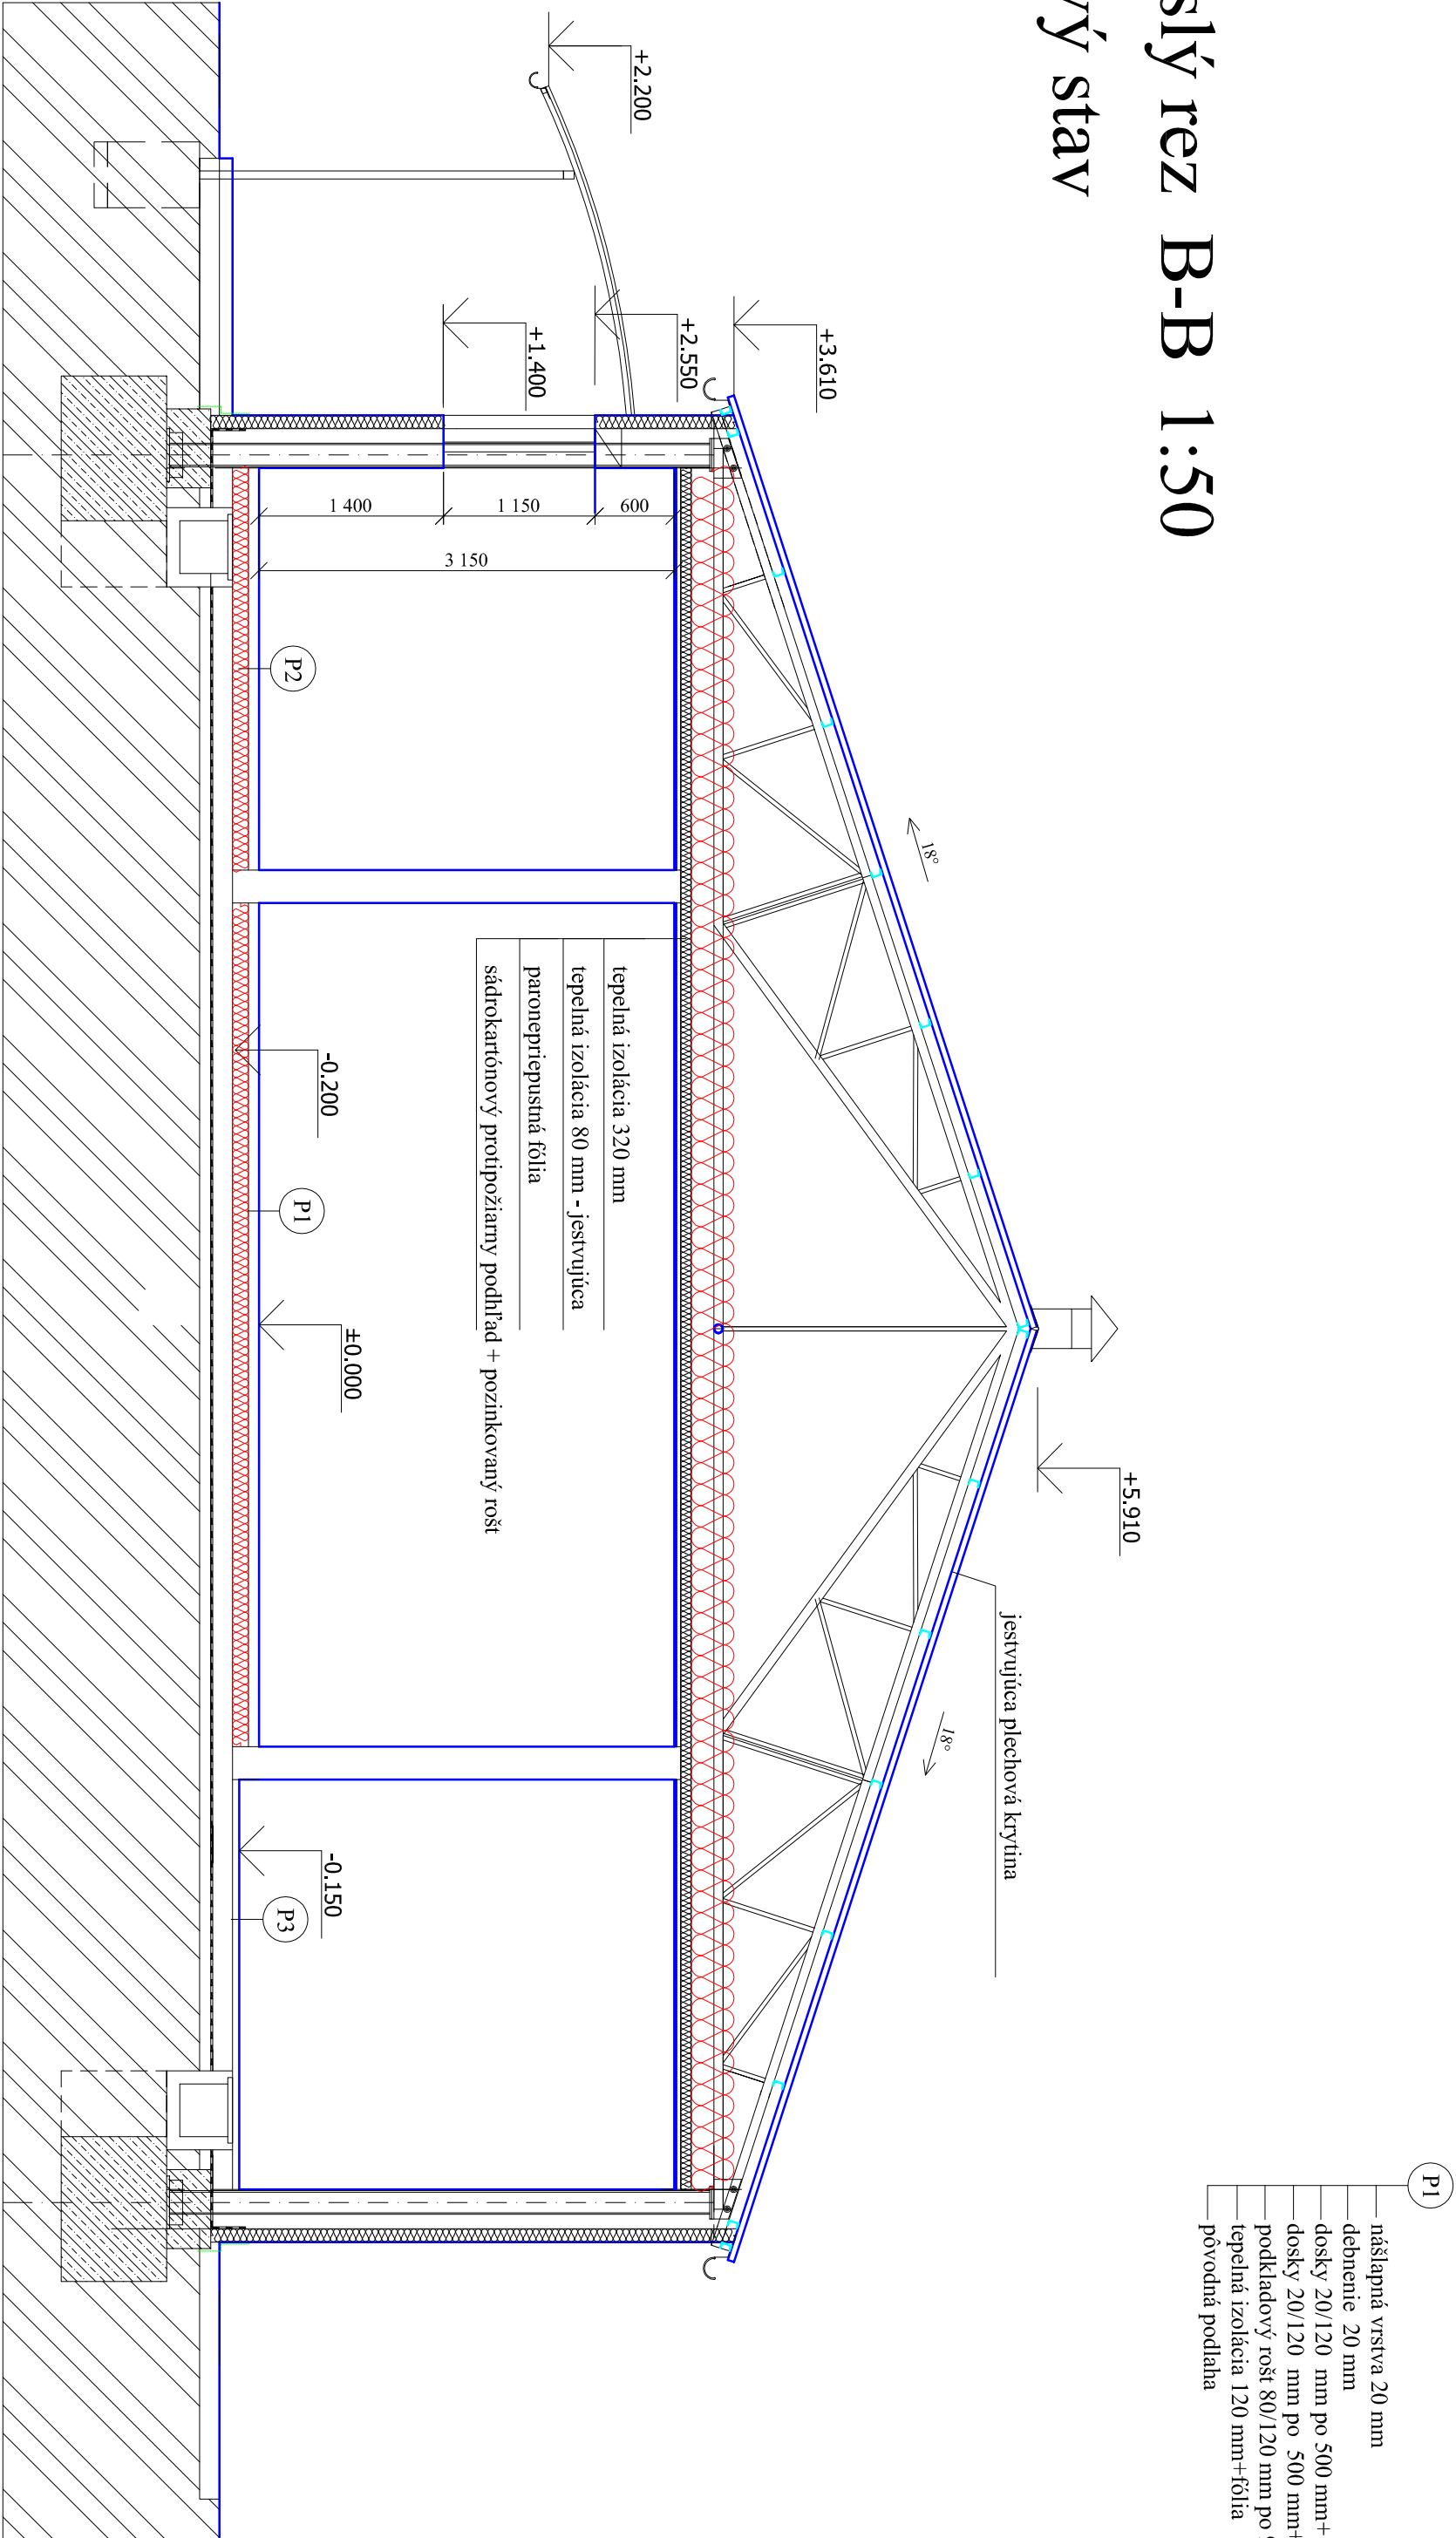 slý rez B-B 1:50
vý stav
P1
nášlapná vrstva 20 mm
debnenie 20 mm
dosky 20/120 mm po 500 mm+
dosky 20/120 mm po 500 mm+
podkladový rošt 80/120 mm po
tepelná izolácia 120 mm+fólia
pôvodná podlaha
+5.910
jestvujúca plechová krytina
18°
18°
+3.610
+2.200
+2.550
+1.400
600
1 150
1 400
3 150
tepelná izolácia 320 mm
tepelná izolácia 80 mm - jestvujúca
paronepriepustná fólia
sádrokartónový protipožiarny podhľad + pozinkovaný rošt
P2
-0.200
P1
±0.000
-0.150
P3